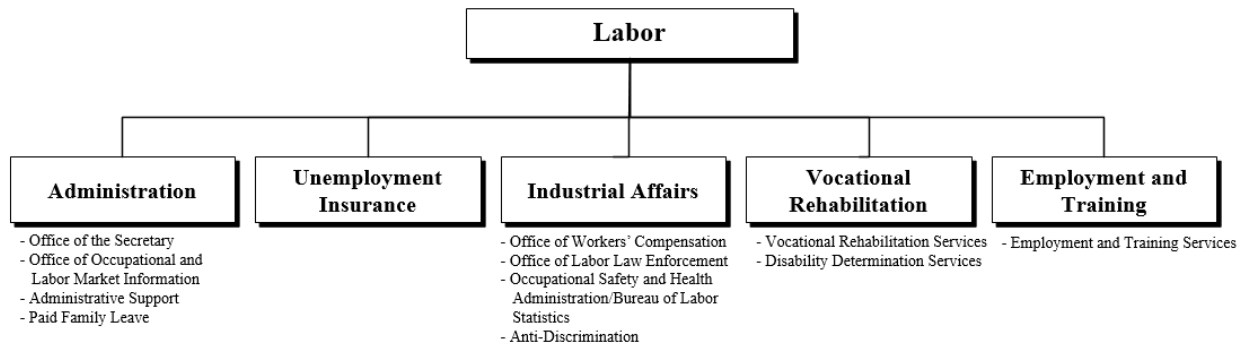 Labor
Administration
- Office of the Secretary
- Office of Occupational and
Labor Market Information
- Administrative Support
- Paid Family Leave
Unemployment
Insurance
Industrial Affairs
- Office of Workers’ Compensation
- Office of Labor Law Enforcement
- Occupational Safety and Health
Administration/Bureau of Labor
Statistics
- Anti-Discrimination
Vocational
Rehabilitation
- Vocational Rehabilitation Services
- Disability Determination Services
Employment and
Training
- Employment and Training Services